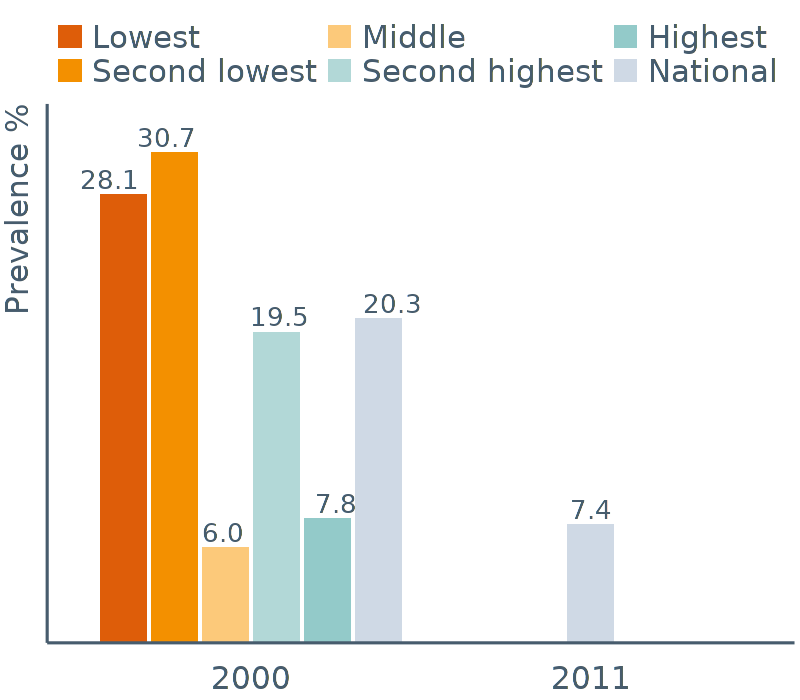 Lowest Middle Highest
Second lowest Second highest National
Prevalence %
30.7
28.1
20.3
19.5
7.8
7.4
6.0
2000 2011